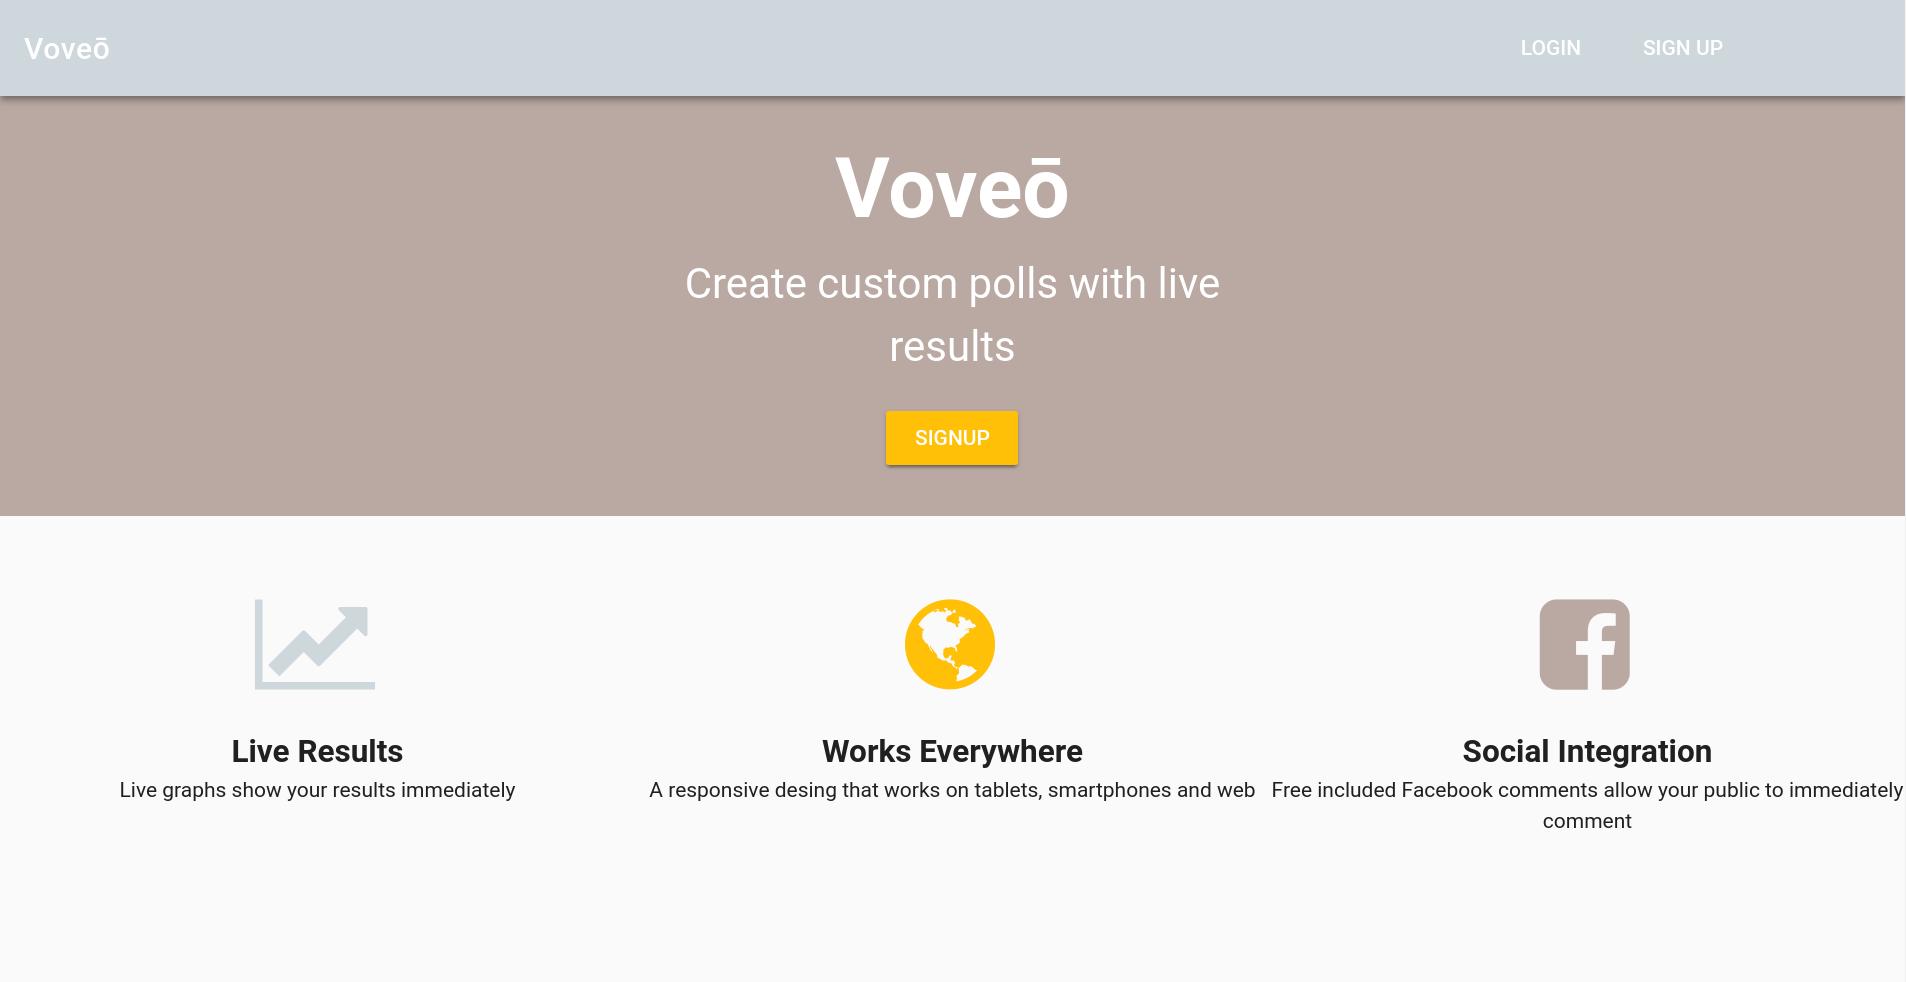 Voveō
LOGIN
SIGN UP
Voveō
Create custom polls with live
results
SIGNUP
Live Results
Live graphs show your results immediately
Works Everywhere
A responsive desing that works on tablets, smartphones and web
Social Integration
Free included Facebook comments allow your public to immediately
comment